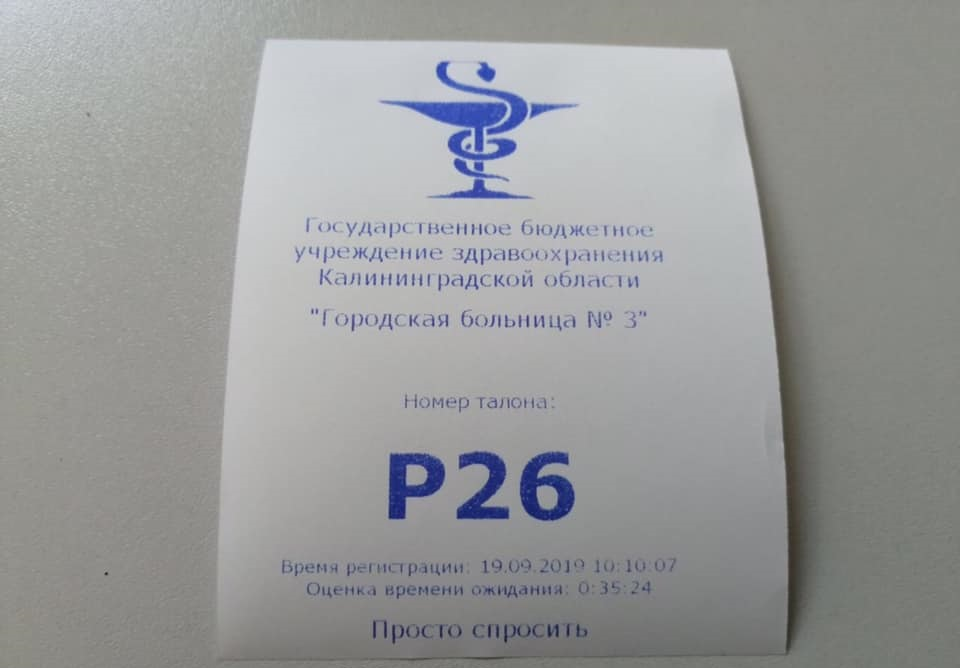 Государственное бюджетное
учреждение здравоохранения
Калининградской области
"Городская больница № 3"
Номер талона:
Р26
Время регистрации: 19.09.2019 10:10:07
Оценка времени ожидания: 0:35:24
Просто спросить